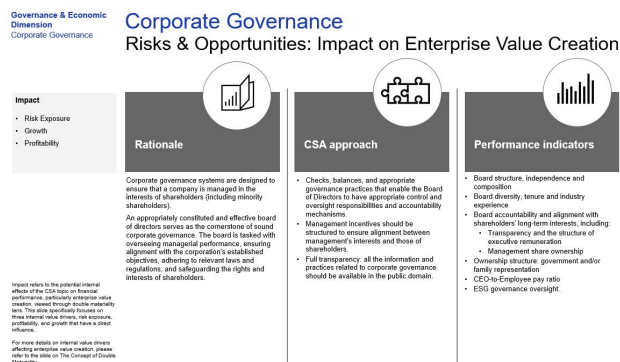 Governance & Economic
Dimension
Corporate Governance
Corporate Governance
Risks & Opportunities: Impact on Enterprise Value Creation
Impact
• Risk Exposure
• Growth
• Profitability
Impact refers to the potential internal
effects of the CSA topic on financial
performance, particularly enterprise value
creation, viewed through double materiality
lens. This slide specifically focuses on
three internal value drivers, risk exposure,
profitability, and growth that have a direct
influence.
For more details on internal value drivers
affecting enterprise value creation, please
refer to the slide on The Concept of Double
Materiality
Rationale
Corporate governance systems are designed to
ensure that a company is managed in the
interests of shareholders (including minority
shareholders).
An appropriately constituted and effective board
of directors serves as the cornerstone of sound
corporate governance. The board is tasked with
overseeing managerial performance, ensuring
alignment with the corporation's established
objectives, adhering to relevant laws and
regulations, and safeguarding the rights and
interests of shareholders.
CSA approach
• Checks, balances, and appropriate
governance practices that enable the Board
of Directors to have appropriate control and
oversight responsibilities and accountability
mechanisms.
• Management incentives should be
structured to ensure alignment between
management's interests and those of
shareholders.
• Full transparency: all the information and
practices related to corporate governance
should be available in the public domain.
Performance indicators
• Board structure, independence and
composition
• Board diversity, tenure and industry
experience
• Board accountability and alignment with
shareholders' long-term interests, including:
• Transparency and the structure of
executive remuneration
• Management share ownership
• Ownership structure: government and/or
family representation
• CEO-to-Employee pay ratio
• ESG governance oversight.